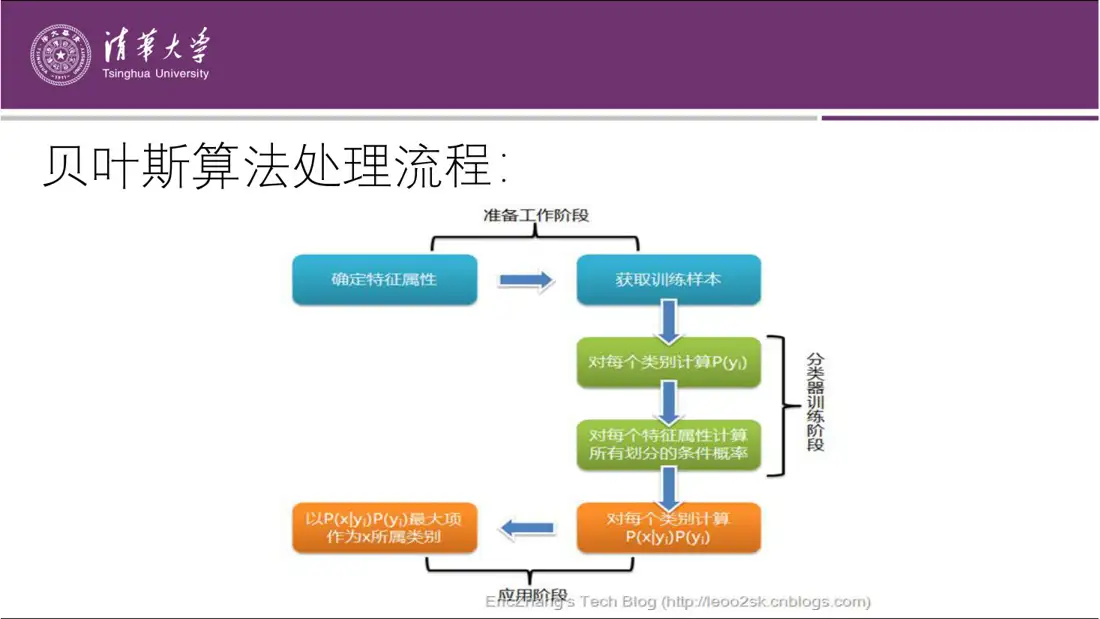 清华大学
Tsinghua University
贝叶斯算法处理流程：
准备工作阶段
确定特征属性
获取训练样本
对每个类别计算P(yᵢ)
对每个特征属性计算
所有划分的条件概率
分类器训练阶段
对每个类别计算
P(x|yᵢ)P(yᵢ)
以P(x|yᵢ)P(yᵢ)最大项
作为x所属类别
应用阶段
EricZhang's Tech Blog (http://leoo2sk.cnblogs.com)